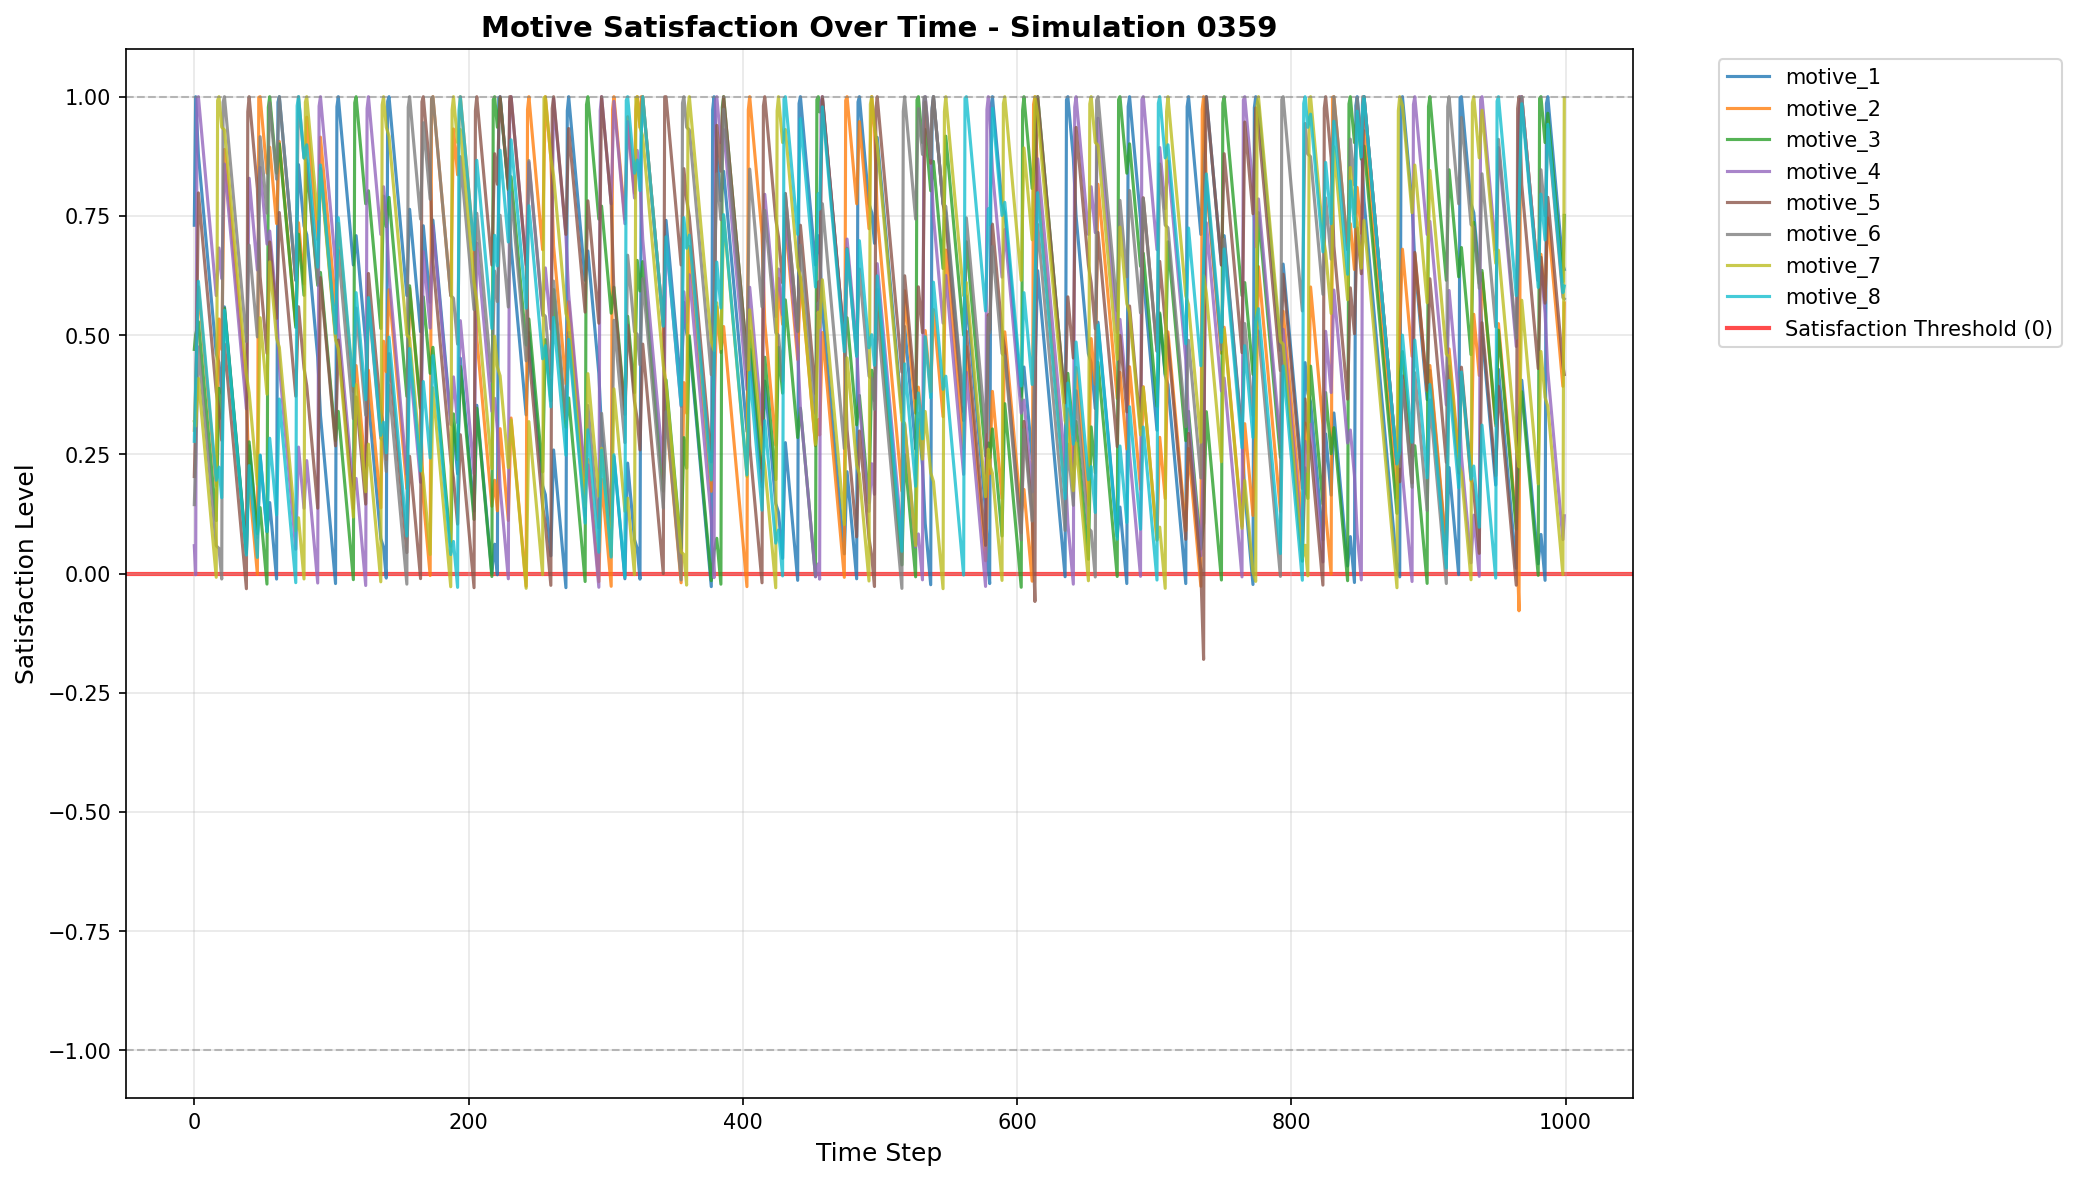 Motive Satisfaction Over Time - Simulation 0359
Satisfaction Level
1.00
0.75
0.50
0.25
0.00
−0.25
−0.50
−0.75
−1.00
0
200
400
600
800
1000
Time Step
motive_1
motive_2
motive_3
motive_4
motive_5
motive_6
motive_7
motive_8
Satisfaction Threshold (0)